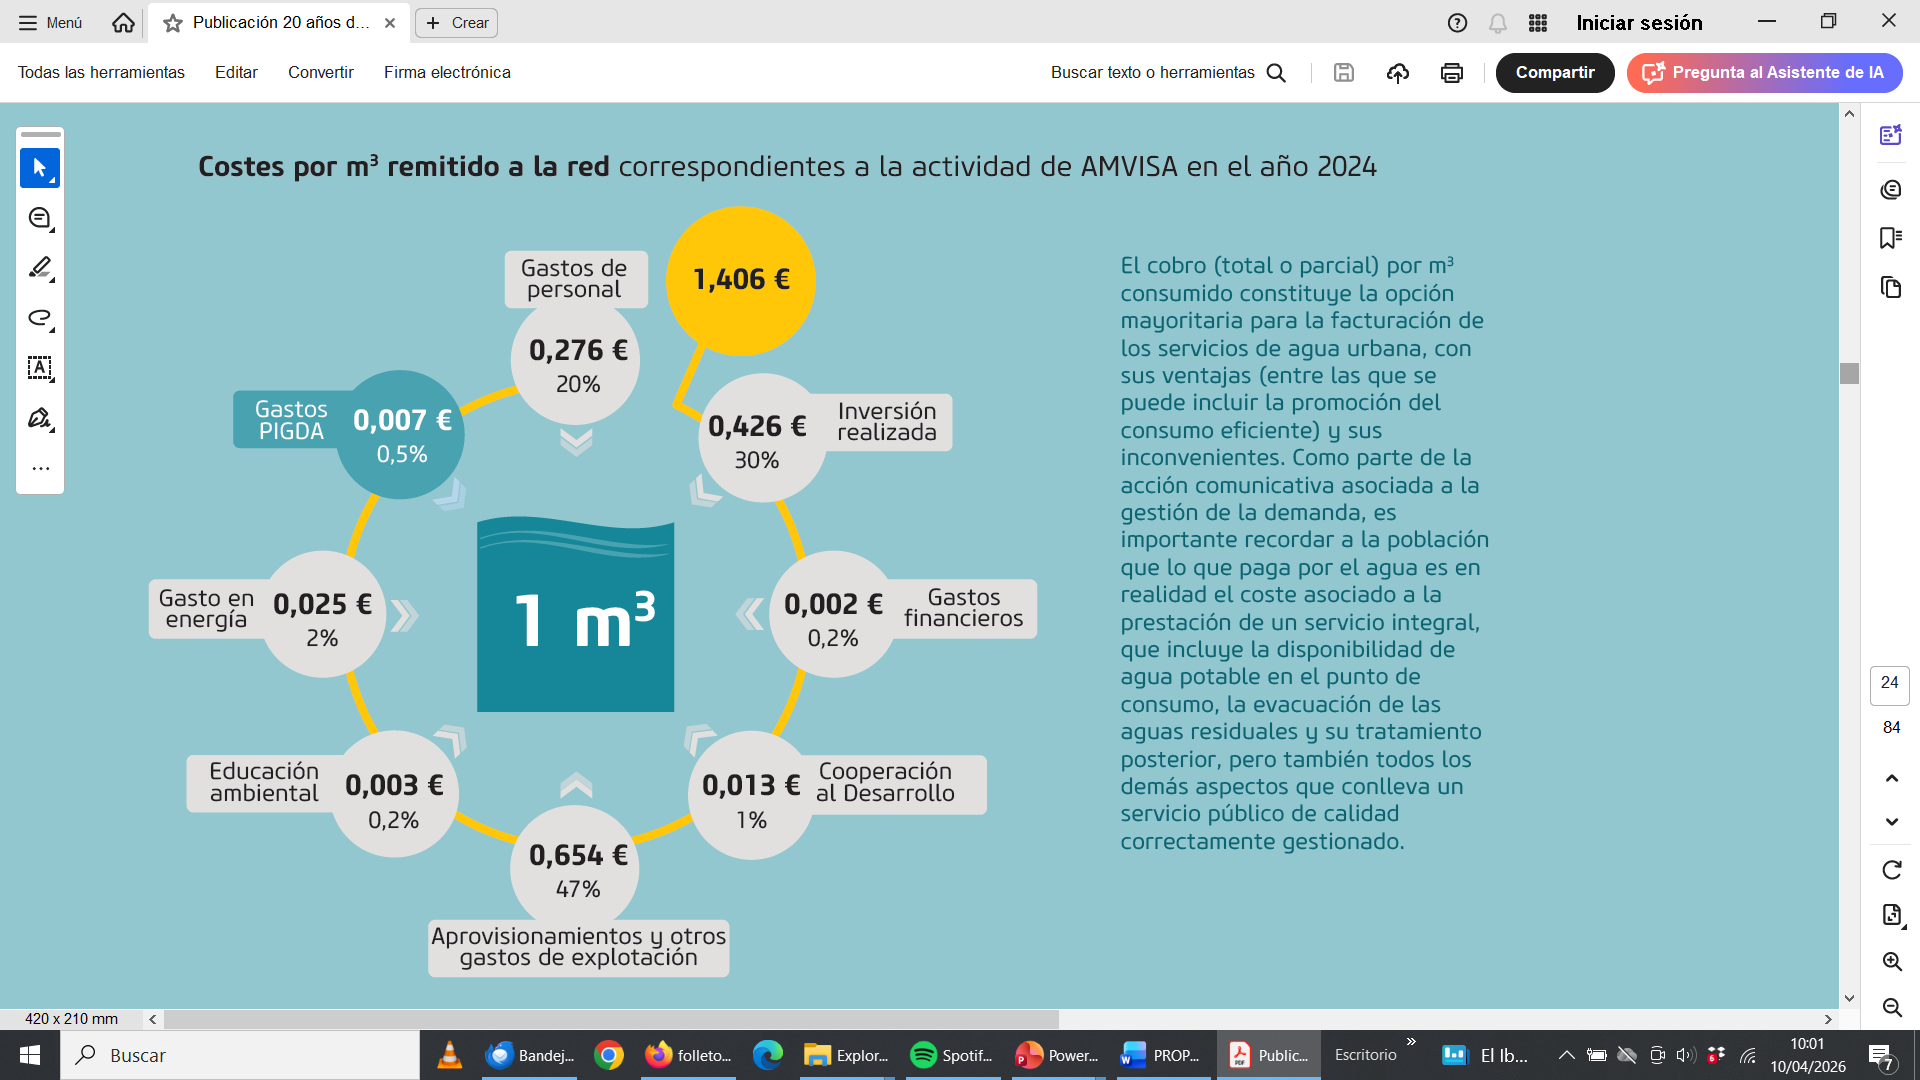 Menú
Publicación 20 años d...
Crear
Iniciar sesión
Todas las herramientas
Editar
Convertir
Firma electrónica
Buscar texto o herramientas
Compartir
Pregunta al Asistente de IA
Costes por m³ remitido a la red correspondientes a la actividad de AMVISA en el año 2024
1,406 €
Gastos de
personal
0,276 €
20%
Inversión
realizada
0,426 €
30%
Gastos
PIGDA
0,007 €
0,5%
Gasto en
energía
0,025 €
2%
1 m³
0,002 €
0,2%
Gastos
financieros
Educación
ambiental
0,003 €
0,2%
0,013 €
1%
Cooperación
al Desarrollo
0,654 €
47%
Aprovisionamientos y otros
gastos de explotación
El cobro (total o parcial) por m³
consumido constituye la opción
mayoritaria para la facturación de
los servicios de agua urbana, con
sus ventajas (entre las que se
puede incluir la promoción del
consumo eficiente) y sus
inconvenientes. Como parte de la
acción comunicativa asociada a la
gestión de la demanda, es
importante recordar a la población
que lo que paga por el agua es en
realidad el coste asociado a la
prestación de un servicio integral,
que incluye la disponibilidad de
agua potable en el punto de
consumo, la evacuación de las
aguas residuales y su tratamiento
posterior, pero también todos los
demás aspectos que conlleva un
servicio público de calidad
correctamente gestionado.
24
84
420 x 210 mm
Buscar
Bandej...
folleto...
Explor...
Spotif...
Power...
PROP...
Public...
Escritorio
El Ib...
10:01
10/04/2026
7